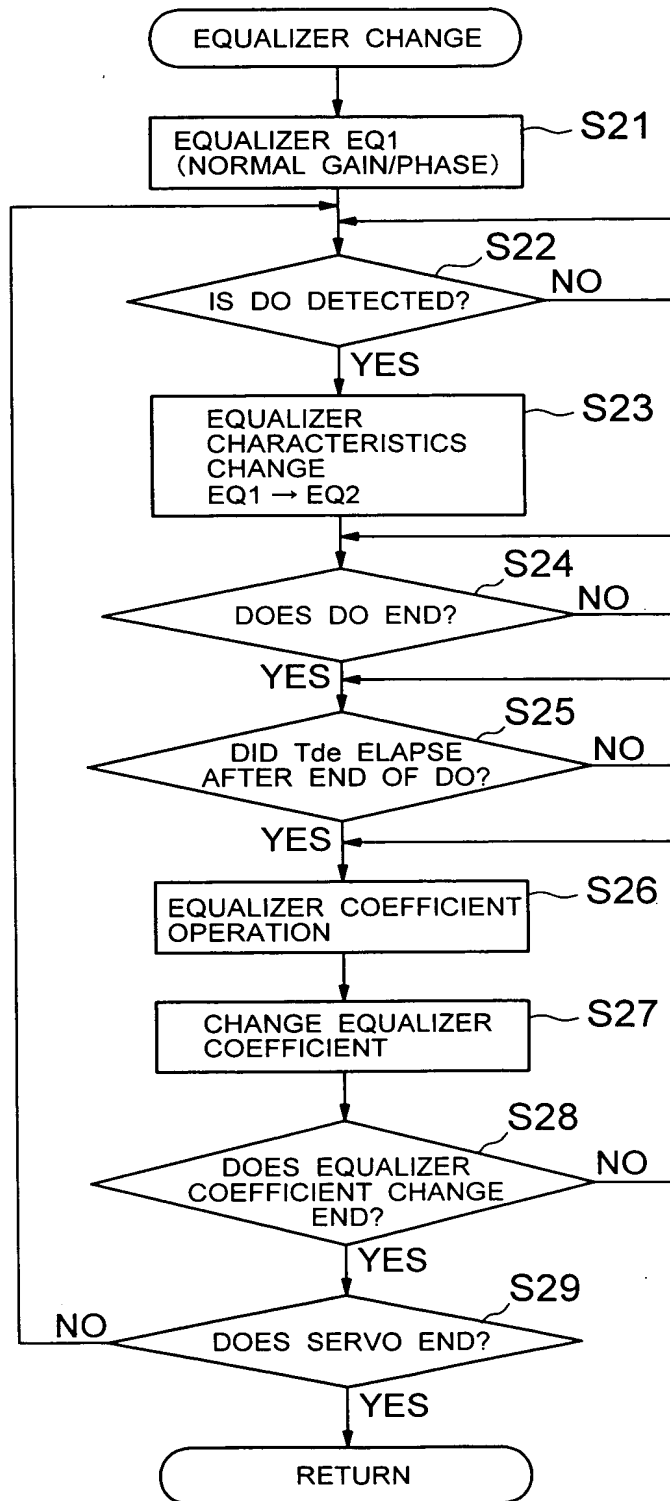 EQUALIZER CHANGE
S21
EQUALIZER EQ1
(NORMAL GAIN/PHASE)
S22
IS DO DETECTED?
NO
YES
S23
EQUALIZER
CHARACTERISTICS
CHANGE
EQ1 → EQ2
S24
DOES DO END?
NO
YES
S25
DID Tde ELAPSE
AFTER END OF DO?
NO
YES
S26
EQUALIZER COEFFICIENT
OPERATION
S27
CHANGE EQUALIZER
COEFFICIENT
S28
DOES EQUALIZER
COEFFICIENT CHANGE
END?
NO
YES
S29
NO
DOES SERVO END?
YES
RETURN